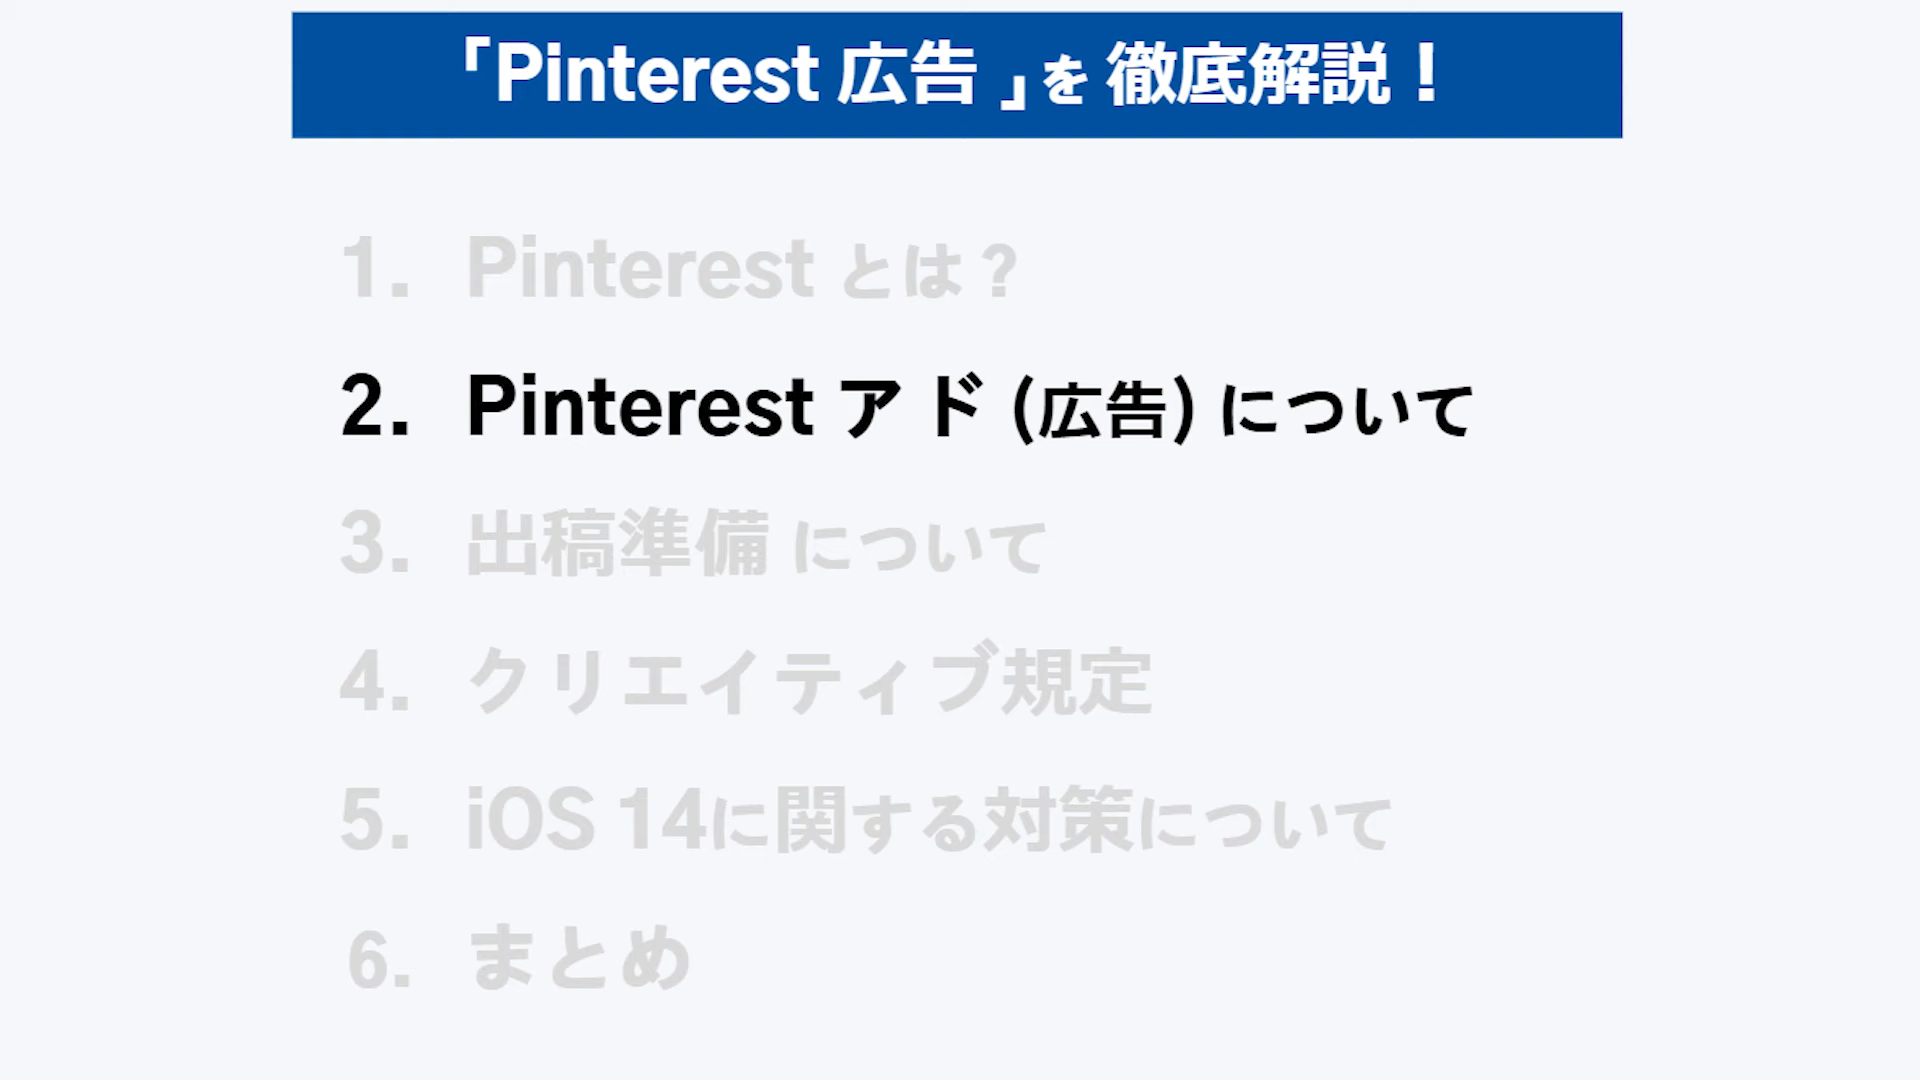 「Pinterest 広告 」を 徹底解説！
1. Pinterest とは？
2. Pinterest アド (広告) について
3. 出稿準備 について
4. クリエイティブ規定
5. iOS 14に関する対策について
6. まとめ